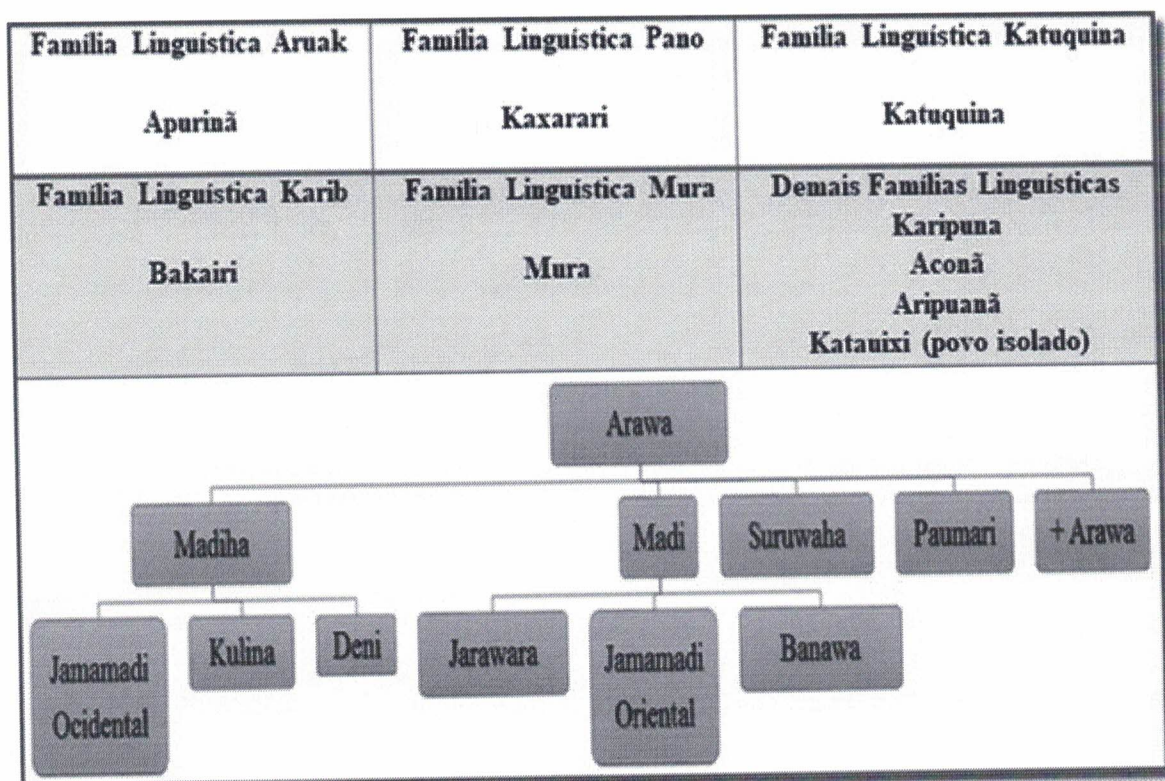 Família Linguística Aruak
Apurinã
Família Linguística Pano
Kaxarari
Família Linguística Katuquina
Katuquina
Família Linguística Karib
Bakairi
Família Linguística Mura
Mura
Demais Famílias Linguísticas
Karipuna
Aconã
Aripuanã
Katauixi (povo isolado)
Arawa
Madiha
Madi
Suruwaha
Paumari
+ Arawa
Jamamadi
Ocidental
Kulina
Deni
Jarawara
Jamamadi
Oriental
Banawa